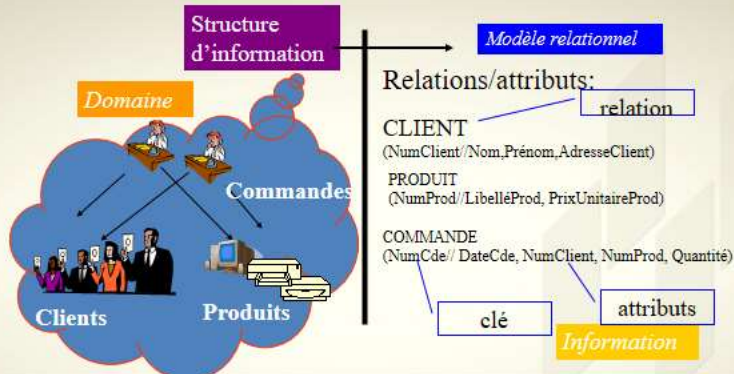 Structure
d'information
Modèle relationnel
Domaine
Commandes
Clients
Produits
Relations/attributs:
relation
CLIENT
(NumClient//Nom,Prénom,AdresseClient)
PRODUIT
(NumProd//LibelléProd, PrixUnitaireProd)
COMMANDE
(NumCde// DateCde, NumClient, NumProd, Quantité)
clé
attributs
Information